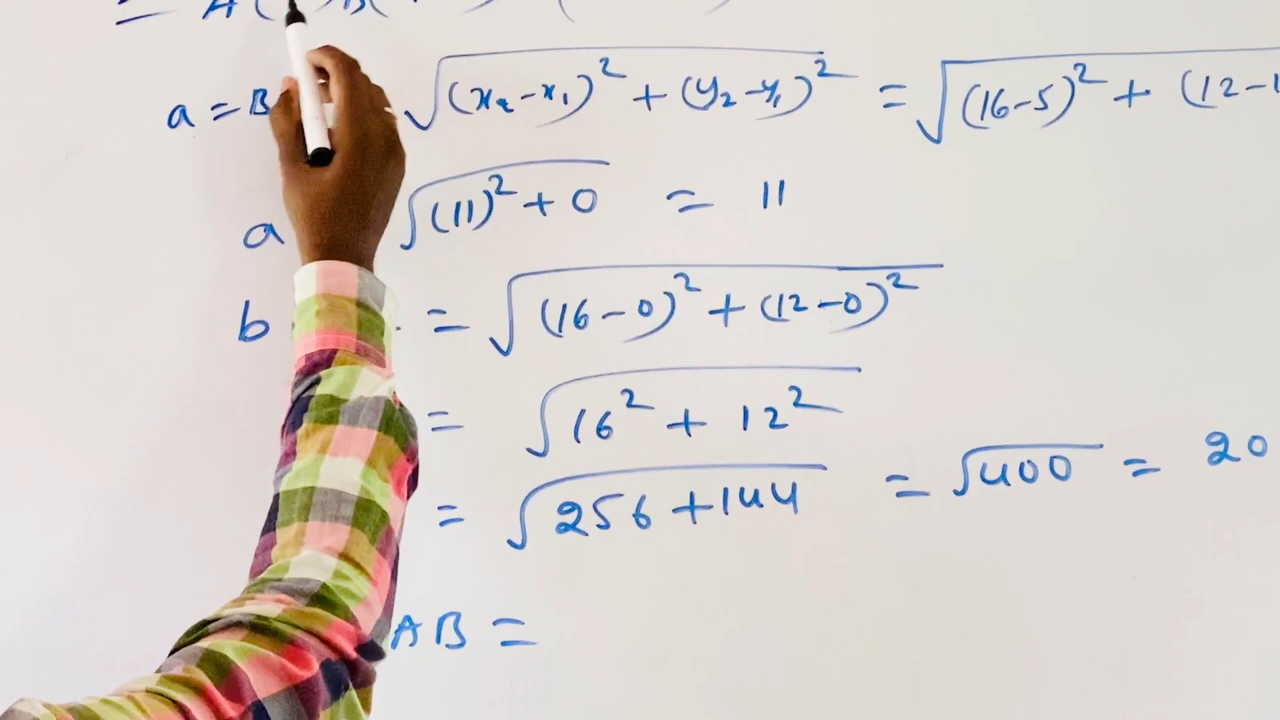 = A( B(
a = B √(x₂-x₁)² + (y₂-y₁)² = √(16-5)² + (12-1
a √(11)² + 0 = 11
b = √(16-0)² + (12-0)²
= √16² + 12²
= √256+144 = √400 = 20
AB =